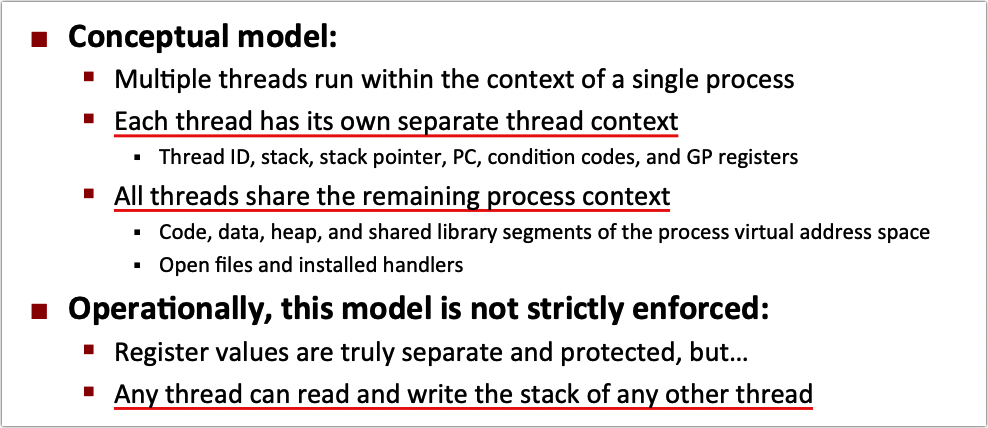 Conceptual model:
Multiple threads run within the context of a single process
Each thread has its own separate thread context
Thread ID, stack, stack pointer, PC, condition codes, and GP registers
All threads share the remaining process context
Code, data, heap, and shared library segments of the process virtual address space
Open files and installed handlers
Operationally, this model is not strictly enforced:
Register values are truly separate and protected, but…
Any thread can read and write the stack of any other thread